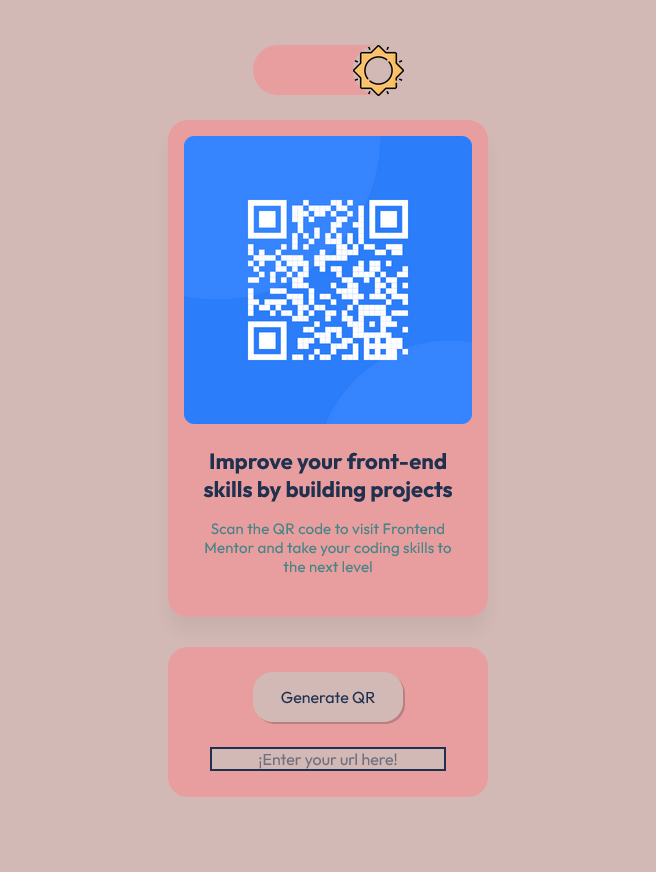 Improve your front-end
skills by building projects
Scan the QR code to visit Frontend
Mentor and take your coding skills to
the next level
Generate QR
¡Enter your url here!